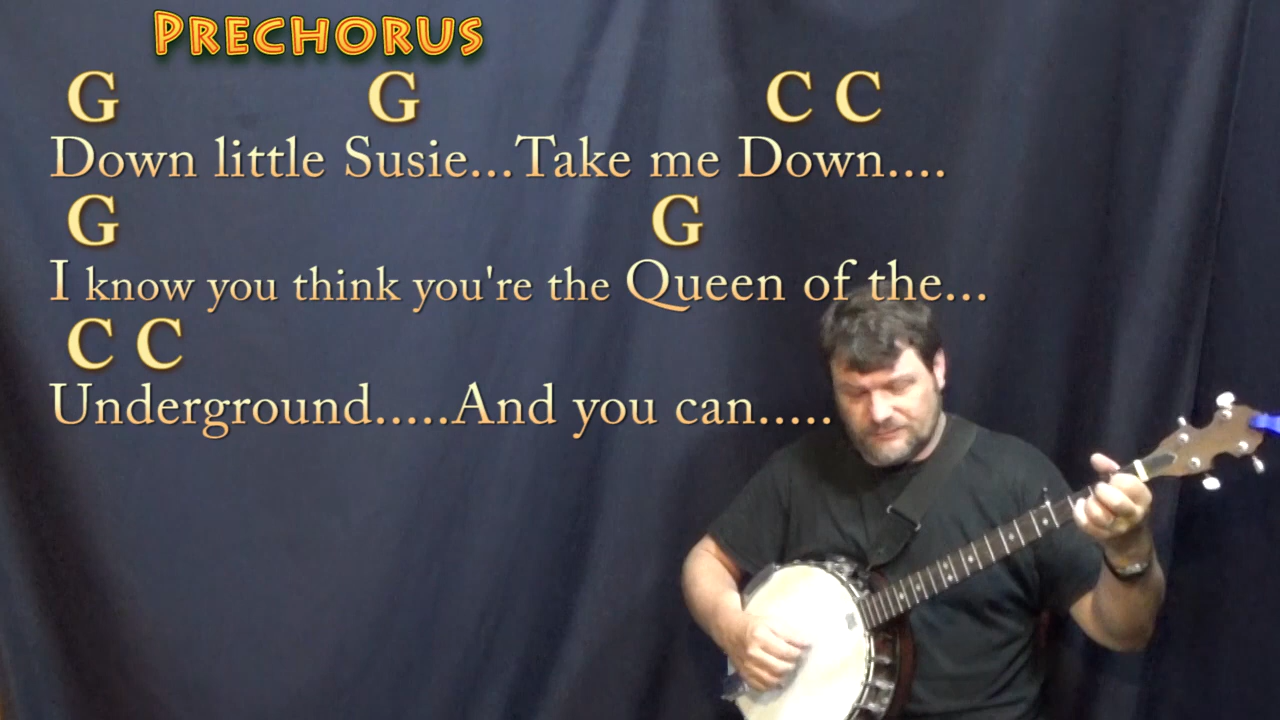 PRECHORUS
G G C C
Down little Susie...Take me Down....
G G
I know you think you're the Queen of the...
C C
Underground.....And you can.....